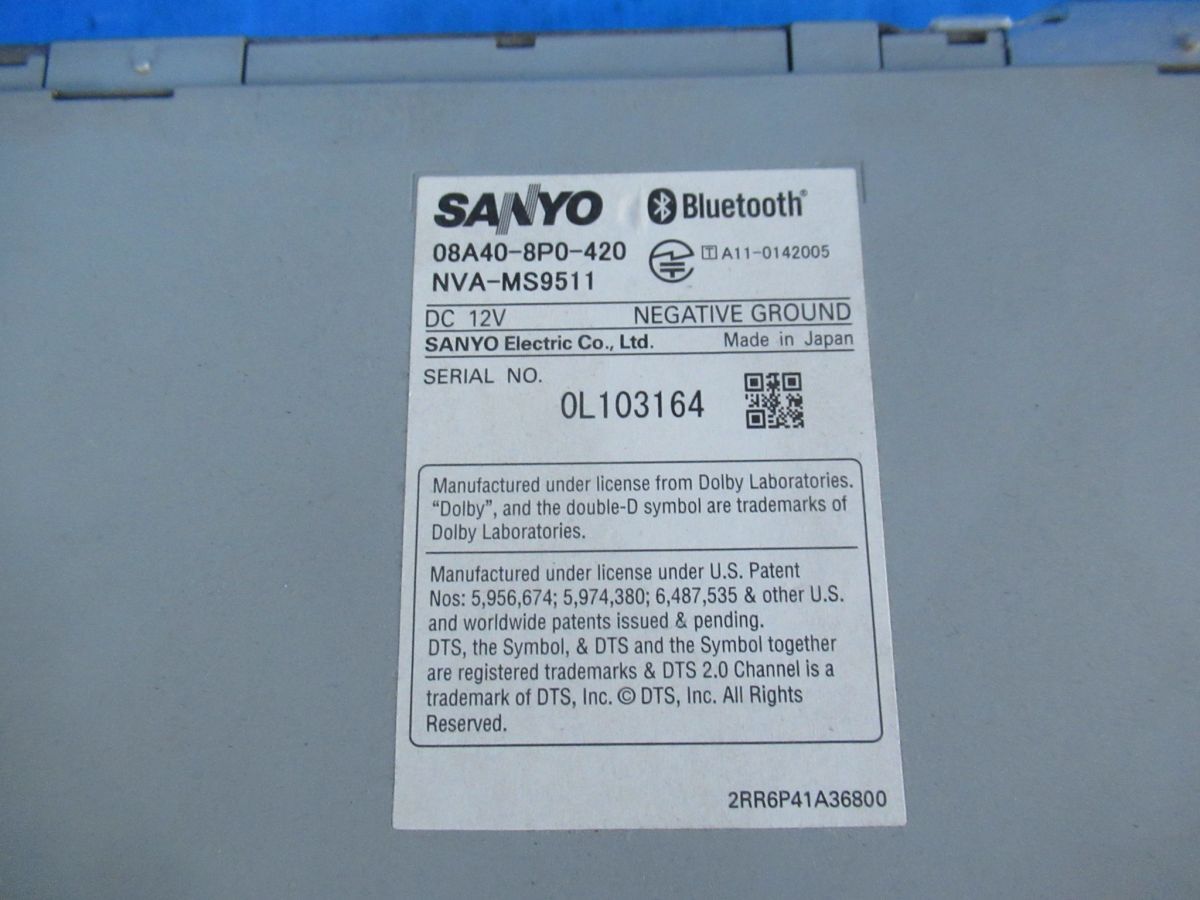 SANYO Bluetooth®
08A40-8P0-420 T A11-0142005
NVA-MS9511
DC 12V NEGATIVE GROUND
SANYO Electric Co., Ltd. Made in Japan
SERIAL NO.
0L103164
Manufactured under license from Dolby Laboratories.
“Dolby”, and the double-D symbol are trademarks of
Dolby Laboratories.
Manufactured under license under U.S. Patent
Nos: 5,956,674; 5,974,380; 6,487,535 & other U.S.
and worldwide patents issued & pending.
DTS, the Symbol, & DTS and the Symbol together
are registered trademarks & DTS 2.0 Channel is a
trademark of DTS, Inc. © DTS, Inc. All Rights
Reserved.
2RR6P41A36800